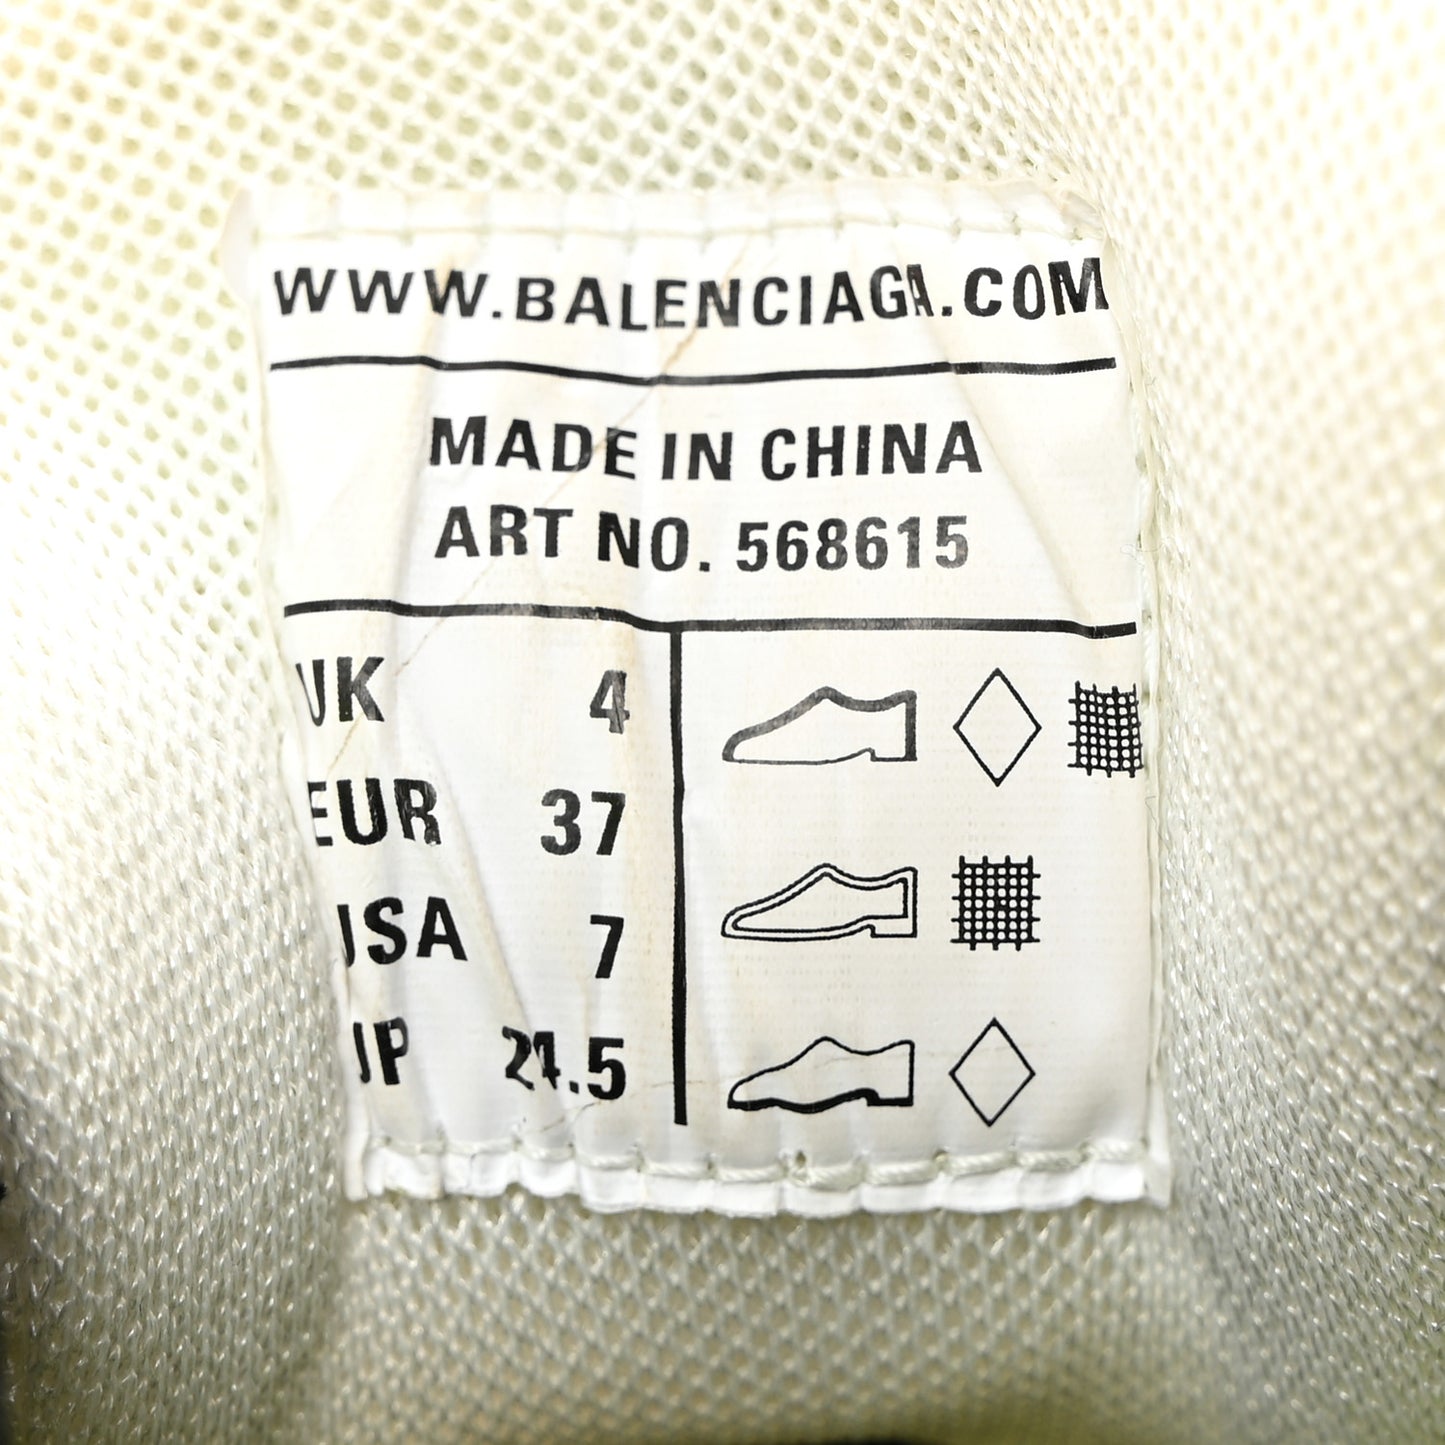 WWW.BALENCIAGA.COM
MADE IN CHINA
ART NO. 568615
UK 4
EUR 37
USA 7
JP 24.5